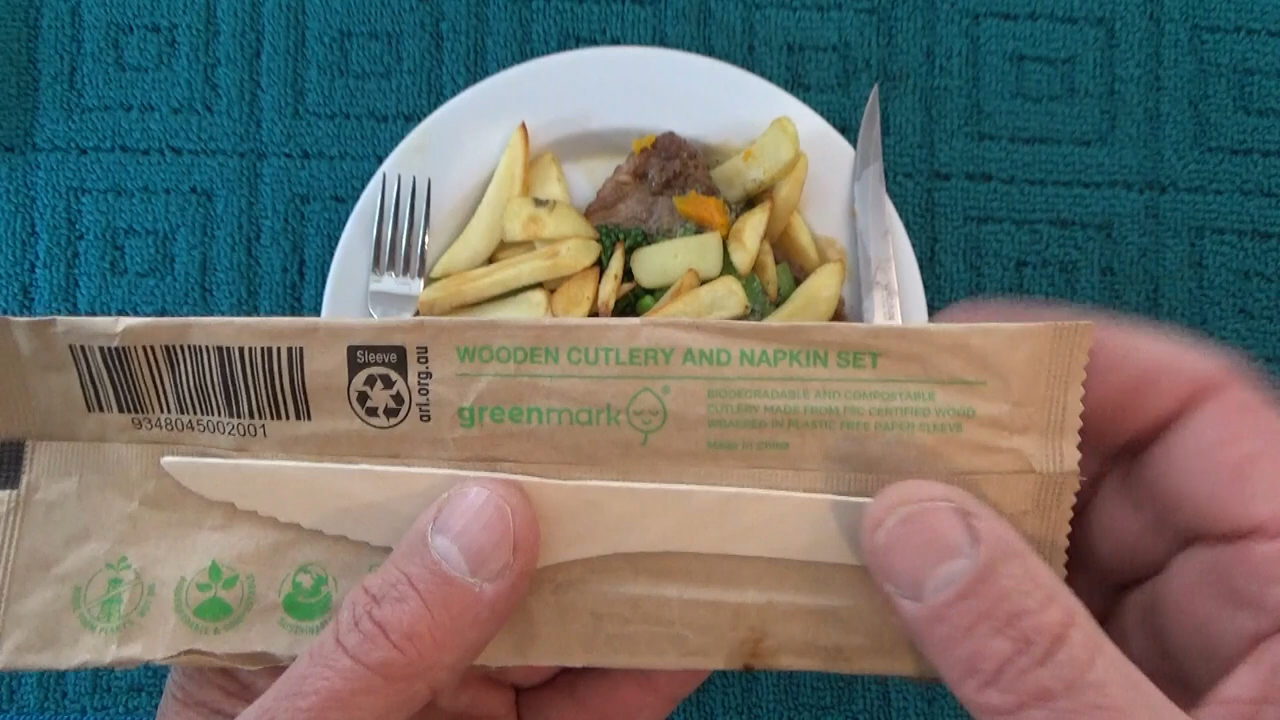 WOODEN CUTLERY AND NAPKIN SET
Sleeve
arl.org.au
greenmark®
BIODEGRADABLE AND COMPOSTABLE
CUTLERY MADE FROM FSC CERTIFIED WOOD
WRAPPED IN PLASTIC FREE PAPER SLEEVE
Made in China
9348045002001